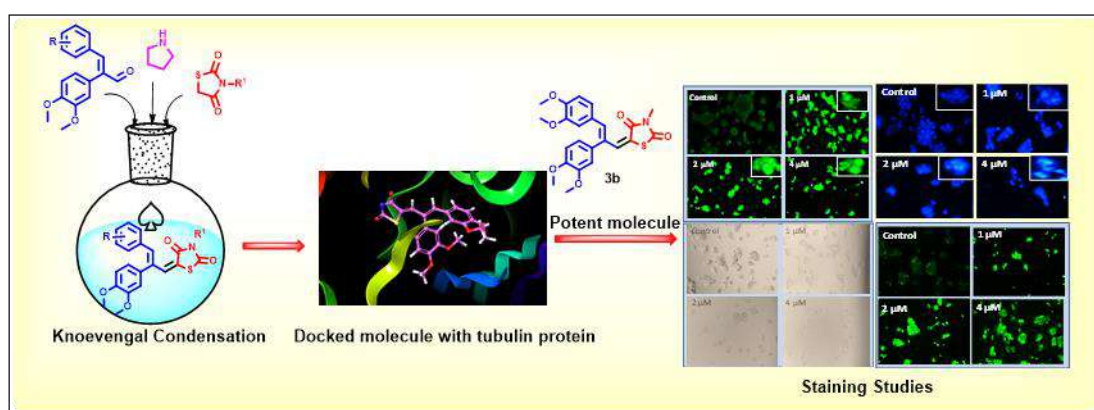 R
H
N
O
S
N-R¹
O
O
O
O
R
O
R¹
N
O
S
O
O
Knoevengal Condensation
Docked molecule with tubulin protein
O
O
O
O
O
N
S
O
3b
Potent molecule
Control
1 µM
2 µM
4 µM
Control
1 µM
2 µM
4 µM
Control
1 µM
2 µM
4 µM
Control
1 µM
2 µM
4 µM
Staining Studies